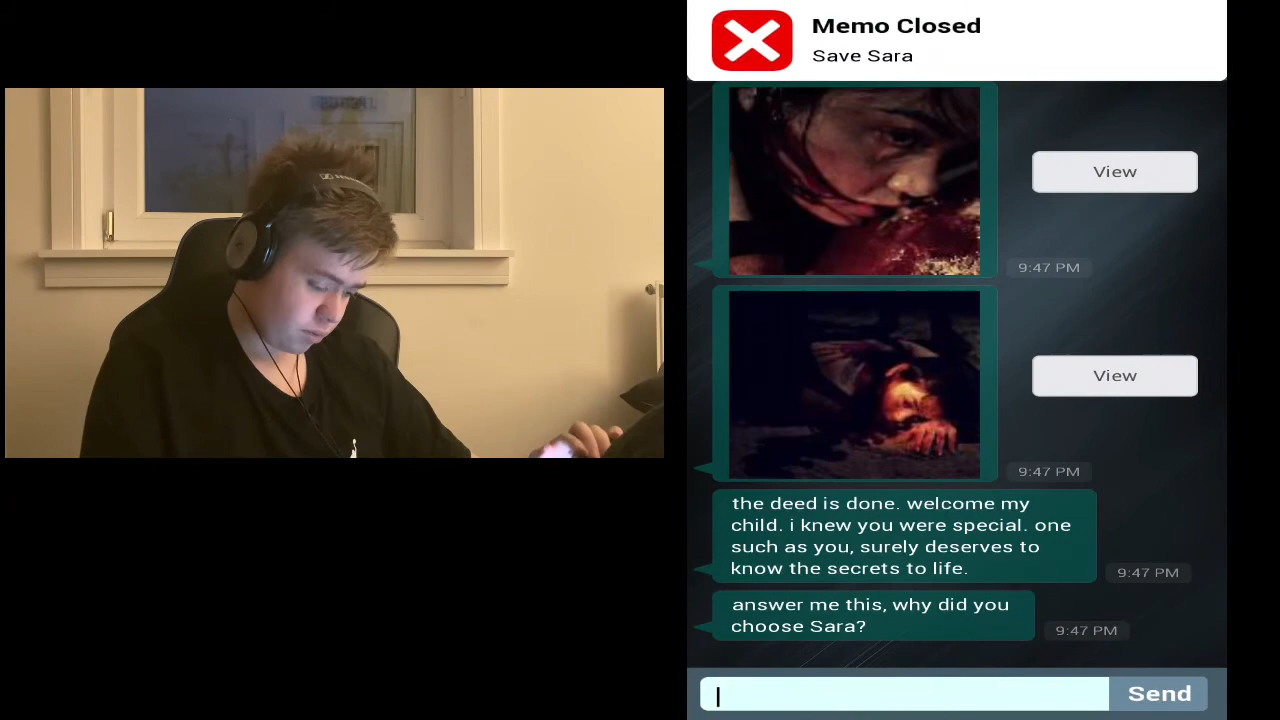 Memo Closed
Save Sara
View
9:47 PM
View
9:47 PM
the deed is done. welcome my
child. i knew you were special. one
such as you, surely deserves to
know the secrets to life.
9:47 PM
answer me this, why did you
choose Sara?
9:47 PM
Send